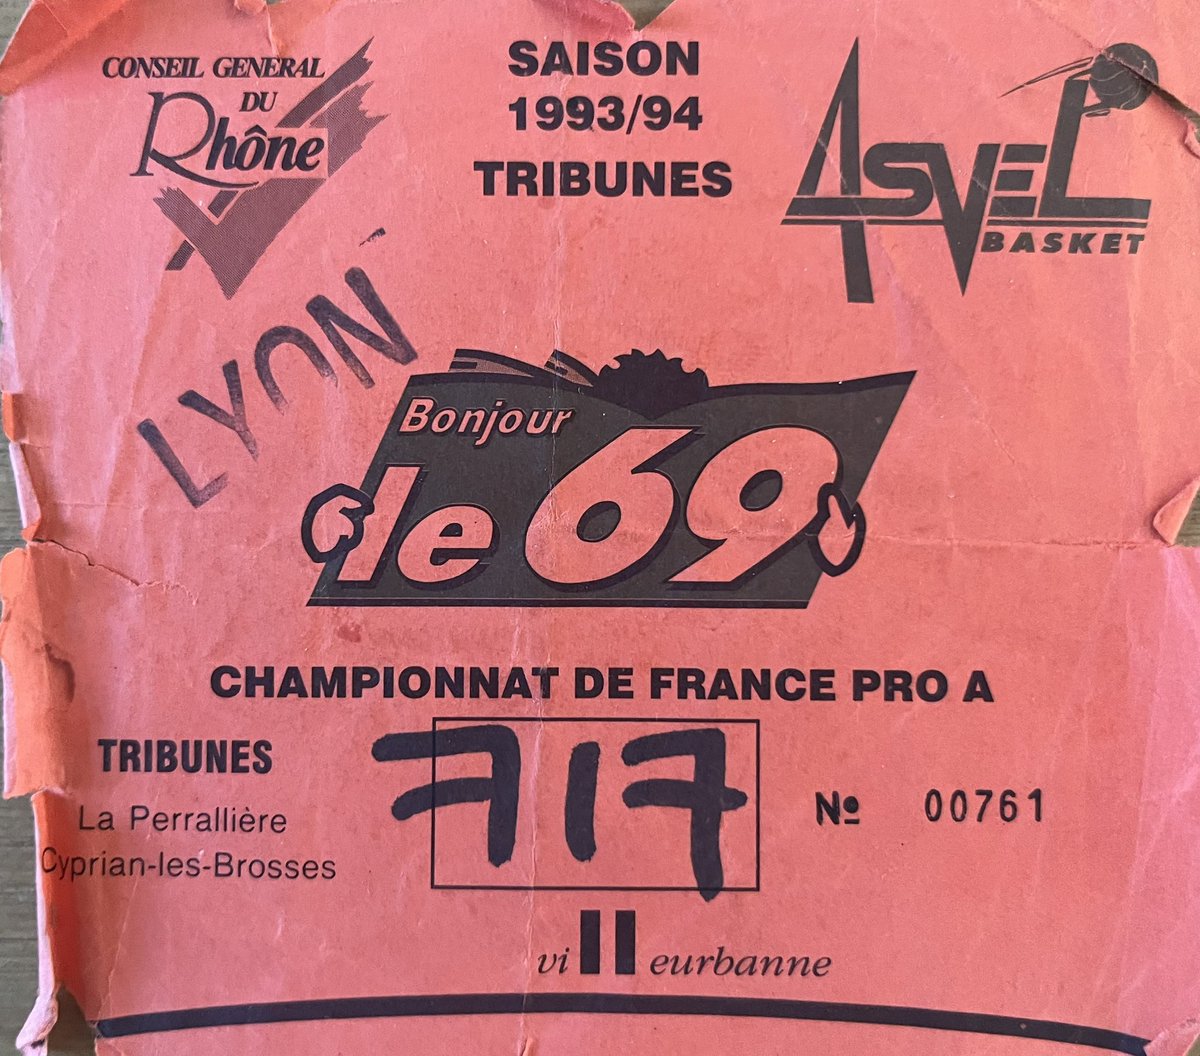 CONSEIL GENERAL
DU
Rhône
SAISON
1993/94
TRIBUNES
ASVEL
BASKET
LYON
Bonjour
le 69
CHAMPIONNAT DE FRANCE PRO A
TRIBUNES
La Perrallière
Cyprian-les-Brosses
717
Nº 00761
villeurbanne